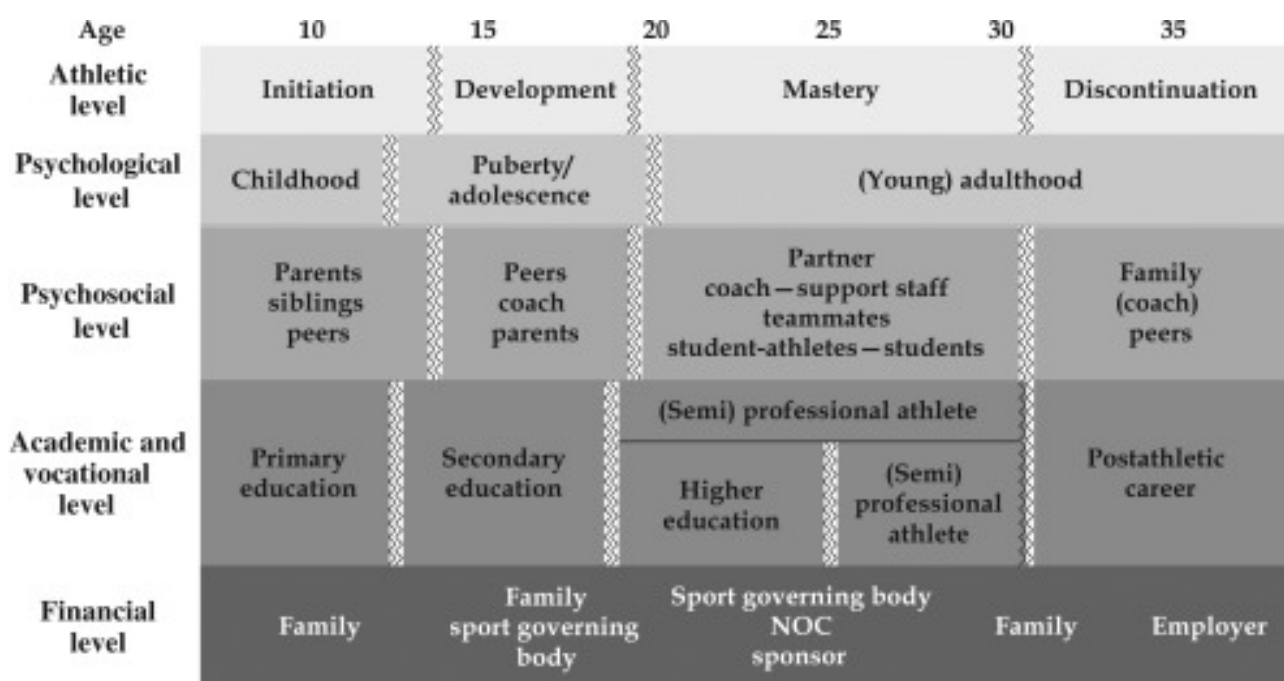 Age 10 15 20 25 30 35
Athletic
level
Initiation Development Mastery Discontinuation
Psychological
level
Childhood
Puberty/
adolescence
(Young) adulthood
Psychosocial
level
Parents
siblings
peers
Peers
coach
parents
Partner
coach—support staff
teammates
student-athletes—students
Family
(coach)
peers
Academic and
vocational
level
Primary
education
Secondary
education
(Semi) professional athlete
Higher
education
(Semi)
professional
athlete
Postathletic
career
Financial
level
Family
Family
sport governing
body
Sport governing body
NOC
sponsor
Family
Employer